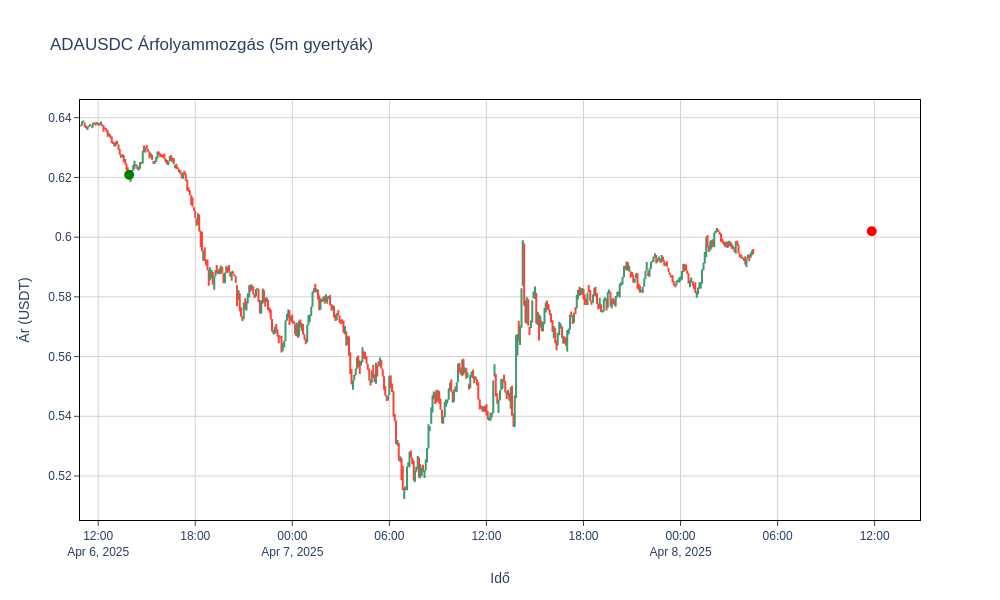 ADAUSDC Árfolyammozgás (5m gyertyák)
Ár (USDT)
0.64
0.62
0.6
0.58
0.56
0.54
0.52
12:00 18:00 00:00 06:00 12:00 18:00 00:00 06:00 12:00
Apr 6, 2025 Apr 7, 2025 Apr 8, 2025
Idő